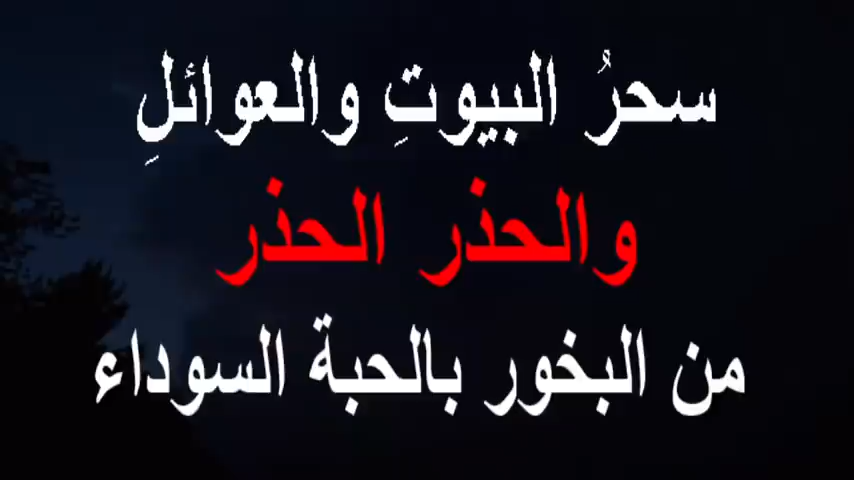 سحرُ البيوتِ والعوائلِ
والحذر الحذر
من البخور بالحبة السوداء